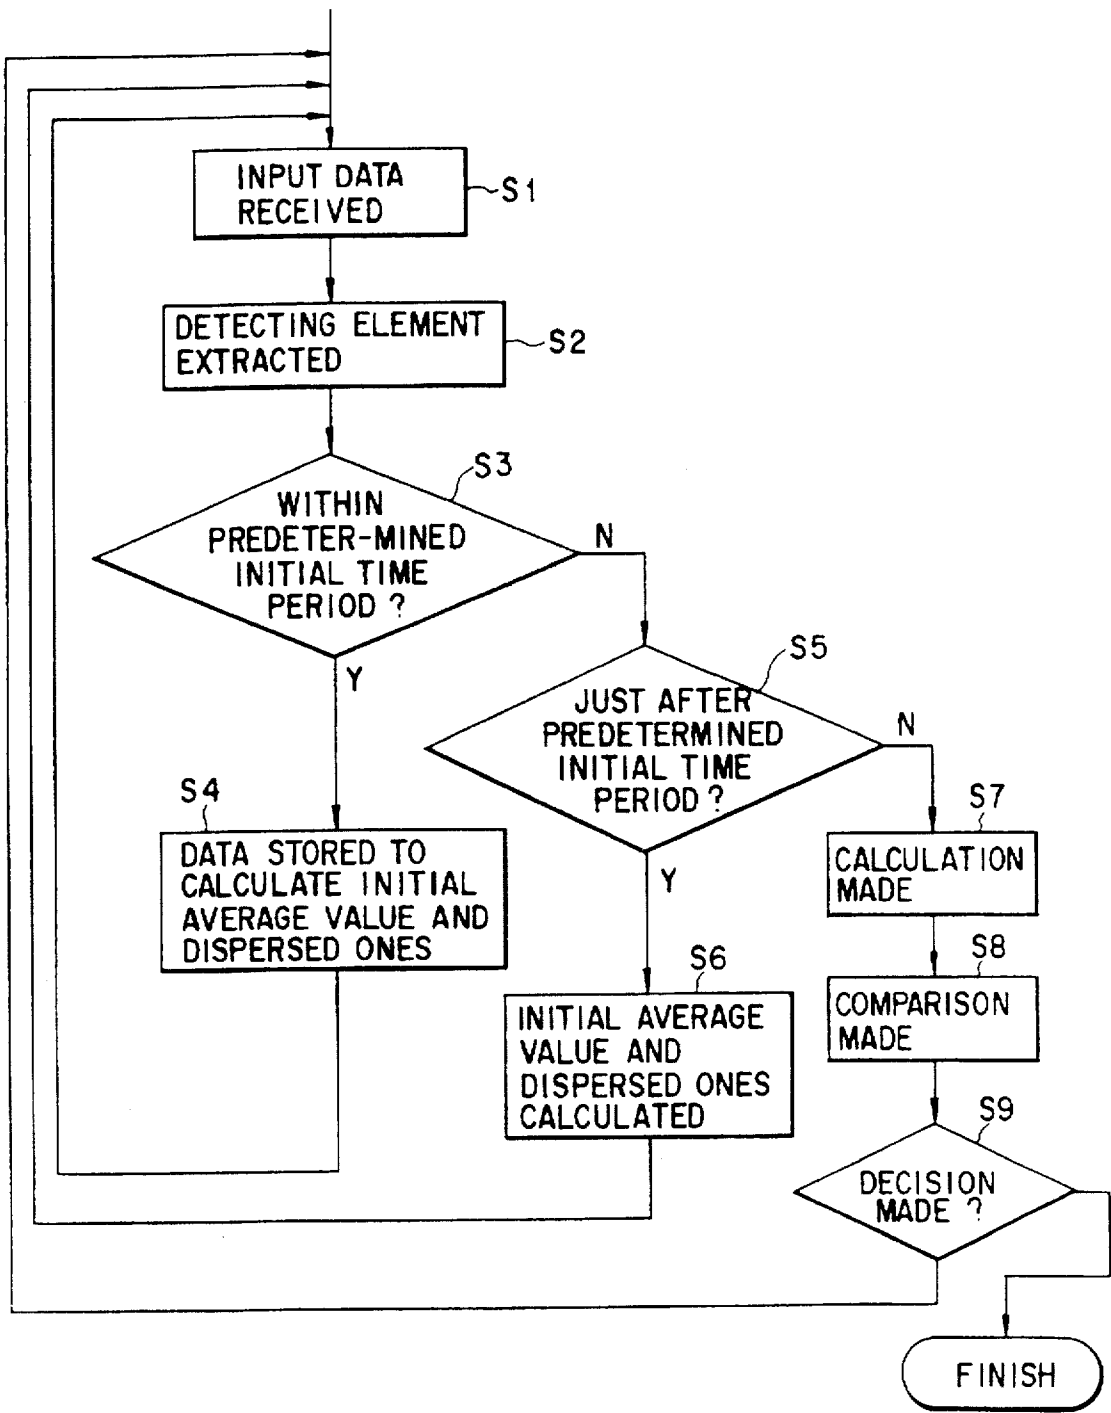 INPUT DATA
RECEIVED
S1
DETECTING ELEMENT
EXTRACTED
S2
S3
WITHIN
PREDETER-MINED
INITIAL TIME
PERIOD ?
N
Y
S5
JUST AFTER
PREDETERMINED
INITIAL TIME
PERIOD ?
N
Y
S4
DATA STORED TO
CALCULATE INITIAL
AVERAGE VALUE AND
DISPERSED ONES
S7
CALCULATION
MADE
S6
INITIAL AVERAGE
VALUE AND
DISPERSED ONES
CALCULATED
S8
COMPARISON
MADE
S9
DECISION
MADE ?
FINISH